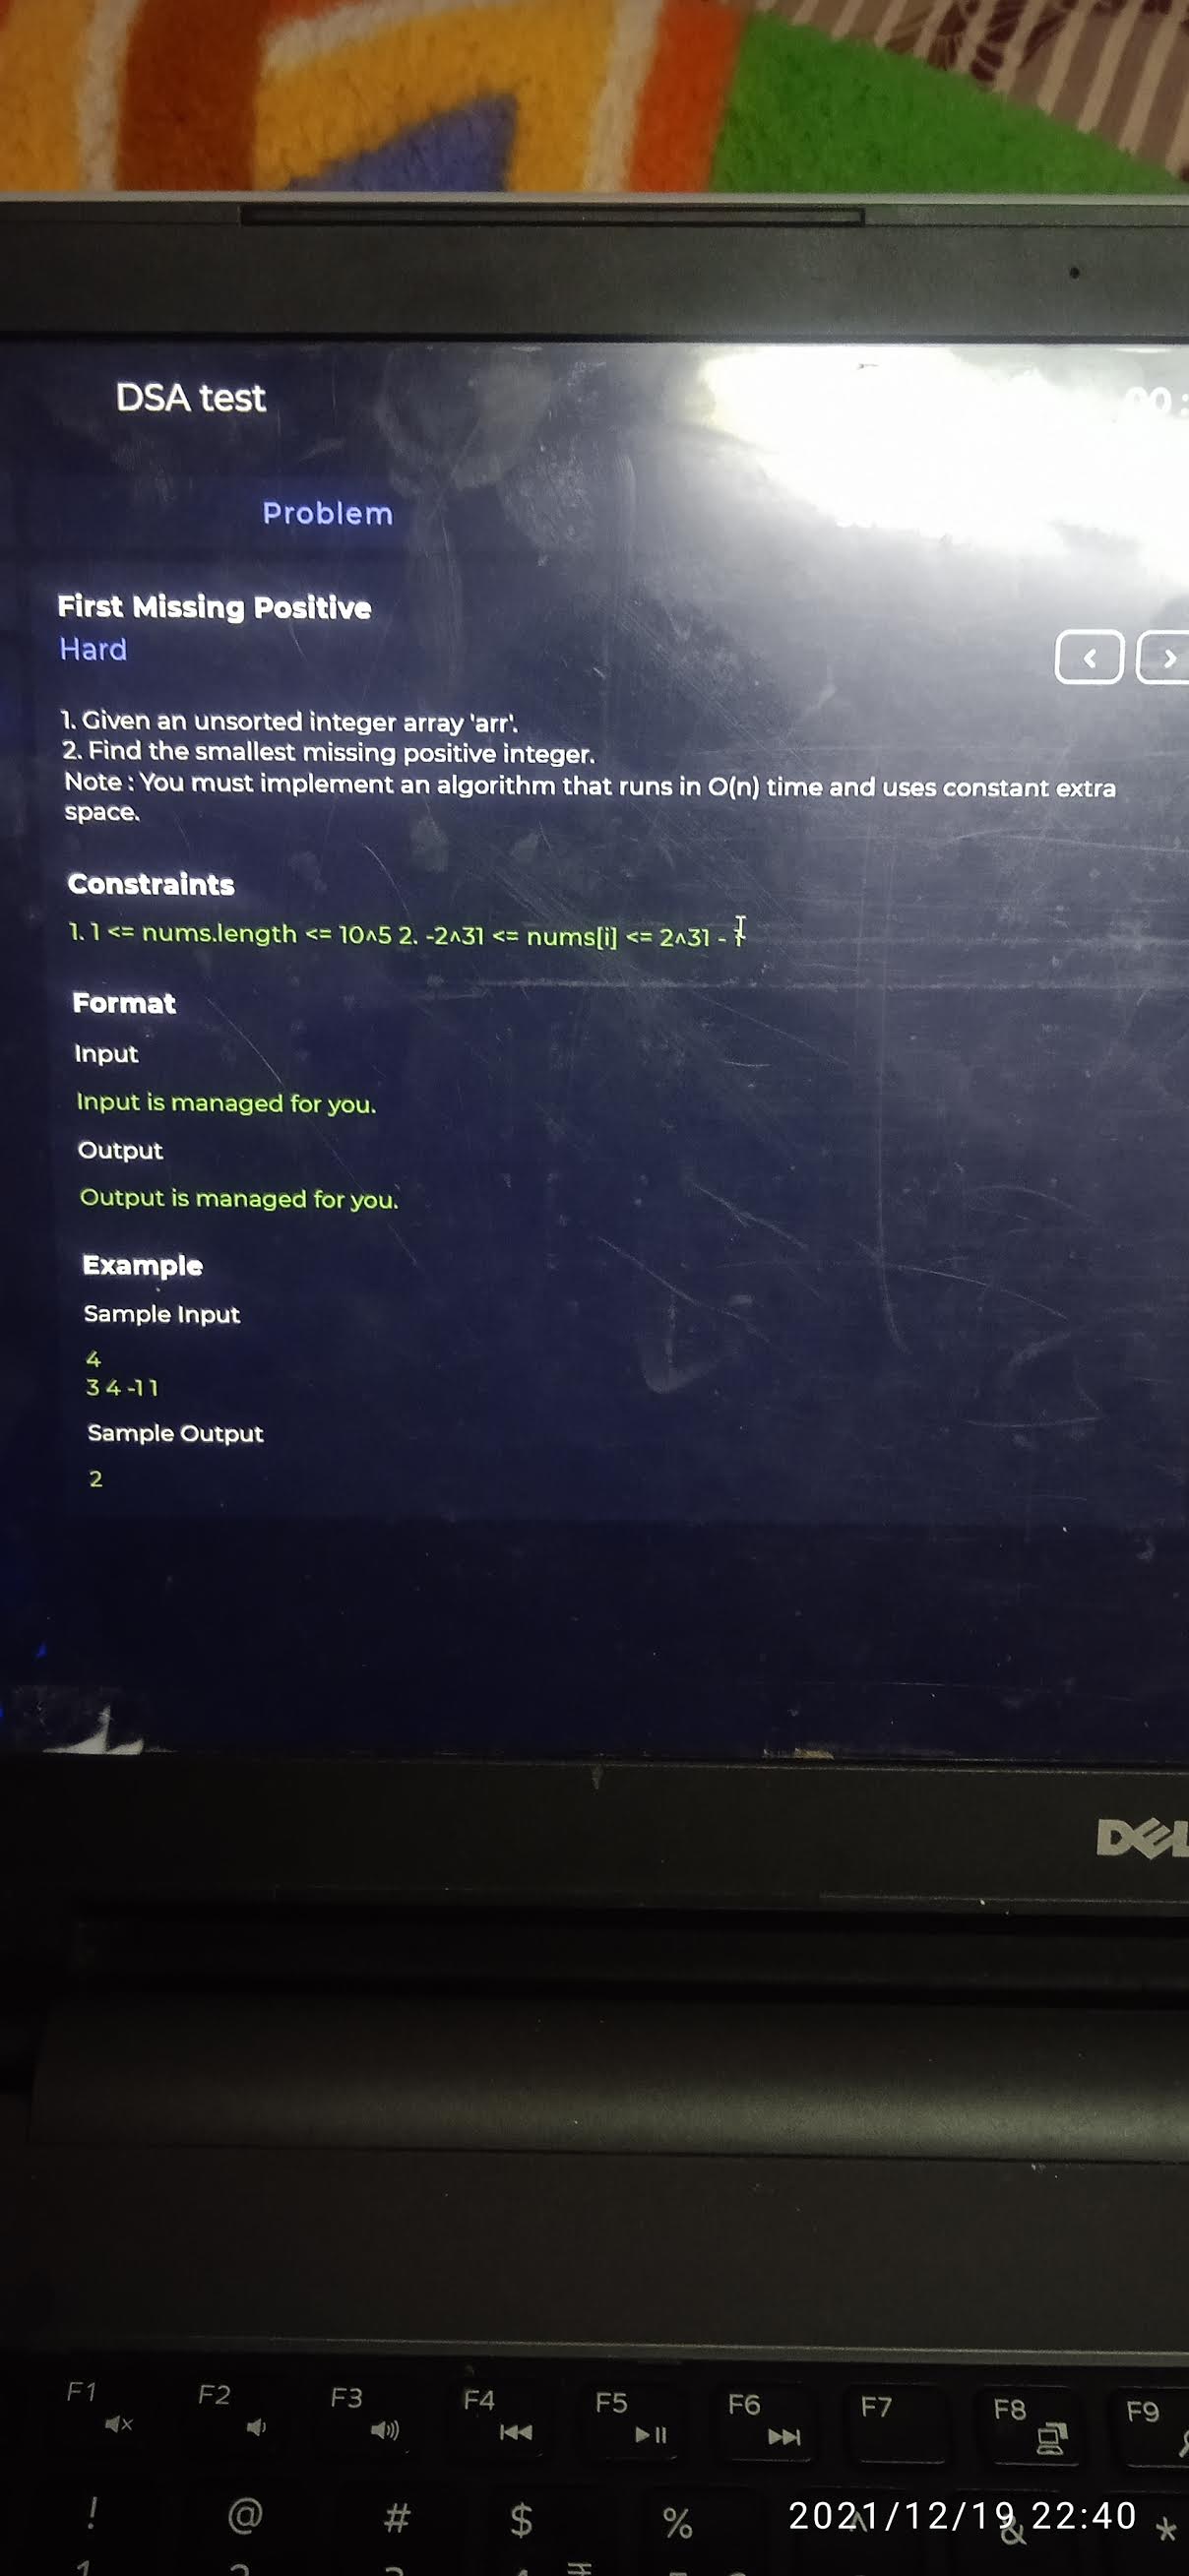 DSA test
00:
Problem
First Missing Positive
Hard
1. Given an unsorted integer array 'arr'.
2. Find the smallest missing positive integer.
Note : You must implement an algorithm that runs in O(n) time and uses constant extra
space.
Constraints
1. 1 <= nums.length <= 10^5 2. -2^31 <= nums[i] <= 2^31 - 1
Format
Input
Input is managed for you.
Output
Output is managed for you.
Example
Sample Input
4
3 4 -1 1
Sample Output
2
DELL
F1 F2 F3 F4 F5 F6 F7 F8 F9
! @ # $ % ^ & *
2021/12/19 22:40